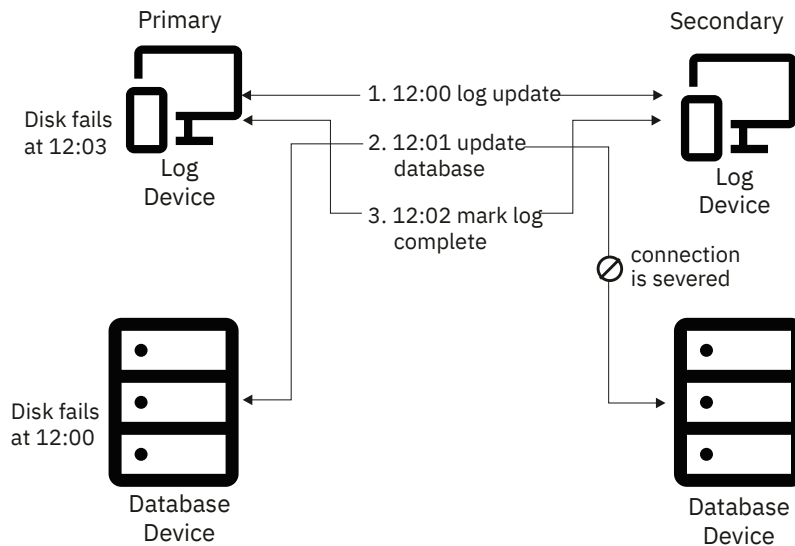 Primary
Secondary
1. 12:00 log update
Disk fails
at 12:03
2. 12:01 update
database
Log
Device
Log
Device
3. 12:02 mark log
complete
connection
is severed
Disk fails
at 12:00
Database
Device
Database
Device